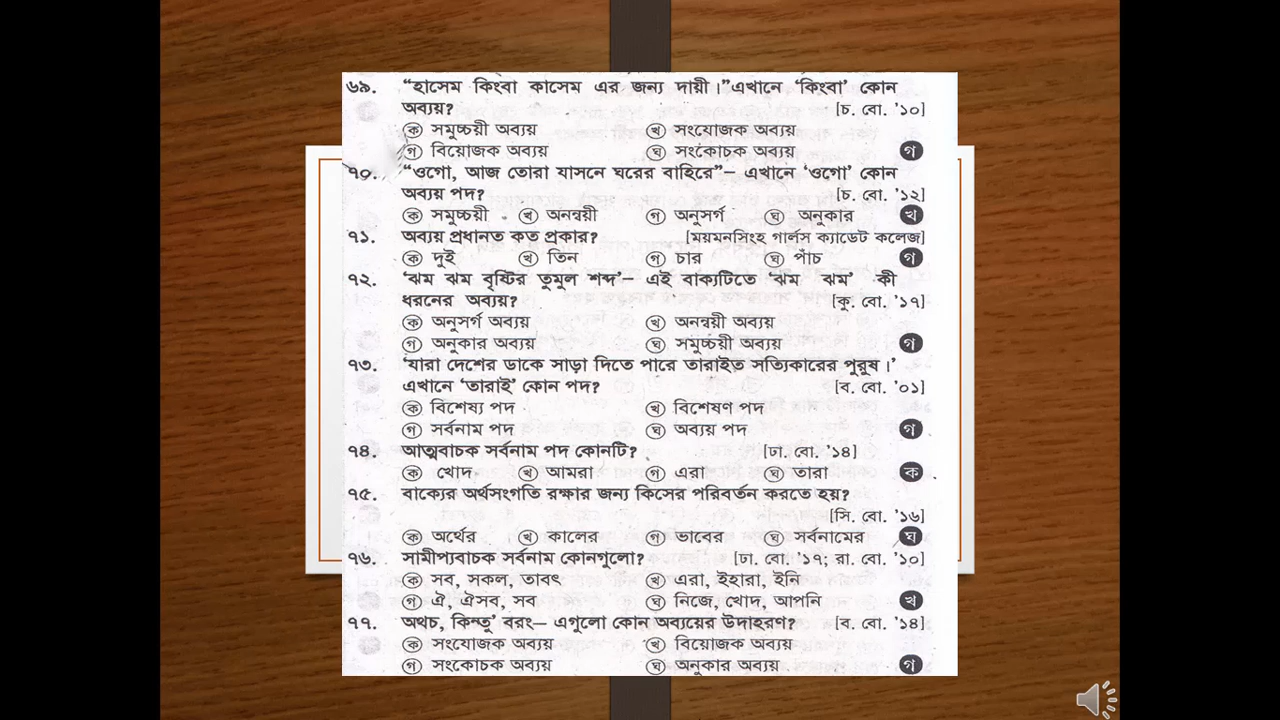 ৬৯. “হাসেম কিংবা কাসেম এর জন্য দায়ী।”এখানে ‘কিংবা’ কোন
অব্যয়? [চ. বো. '১০]
ক সমুচ্চয়ী অব্যয় খ সংযোজক অব্যয়
গ বিয়োজক অব্যয় ঘ সংকোচক অব্যয় গ
৭০. “ওগো, আজ তোরা যাসনে ঘরের বাহিরে”– এখানে ‘ওগো’ কোন
অব্যয় পদ? [চ. বো. '১২]
ক সমুচ্চয়ী খ অনন্বয়ী গ অনুসর্গ ঘ অনুকার খ
৭১. অব্যয় প্রধানত কত প্রকার? [ময়মনসিংহ গার্লস ক্যাডেট কলেজ]
ক দুই খ তিন গ চার ঘ পাঁচ গ
৭২. ‘ঝম ঝম বৃষ্টির তুমুল শব্দ’– এই বাক্যটিতে ‘ঝম ঝম’ কী
ধরনের অব্যয়? [কু. বো. '১৭]
ক অনুসর্গ অব্যয় খ অনন্বয়ী অব্যয়
গ অনুকার অব্যয় ঘ সমুচ্চয়ী অব্যয় গ
৭৩. ‘যারা দেশের ডাকে সাড়া দিতে পারে তারাইত সত্যিকারের পুরুষ।’
এখানে ‘তারাই’ কোন পদ? [ব. বো. '০১]
ক বিশেষ্য পদ খ বিশেষণ পদ
গ সর্বনাম পদ ঘ অব্যয় পদ গ
৭৪. আত্মবাচক সর্বনাম পদ কোনটি? [ঢা. বো. '১৪]
ক খোদ খ আমরা গ এরা ঘ তারা ক
৭৫. বাক্যের অর্থসংগতি রক্ষার জন্য কিসের পরিবর্তন করতে হয়?
[সি. বো. '১৬]
ক অর্থের খ কালের গ ভাবের ঘ সর্বনামের ঘ
৭৬. সামীপ্যবাচক সর্বনাম কোনগুলো? [ঢা. বো. '১৭; রা. বো. '১০]
ক সব, সকল, তাবৎ খ এরা, ইহারা, ইনি
গ ঐ, ঐসব, সব ঘ নিজে, খোদ, আপনি খ
৭৭. অথচ, কিন্তু’ বরং– এগুলো কোন অব্যয়ের উদাহরণ? [ব. বো. '১৪]
ক সংযোজক অব্যয় খ বিয়োজক অব্যয়
গ সংকোচক অব্যয় ঘ অনুকার অব্যয় গ